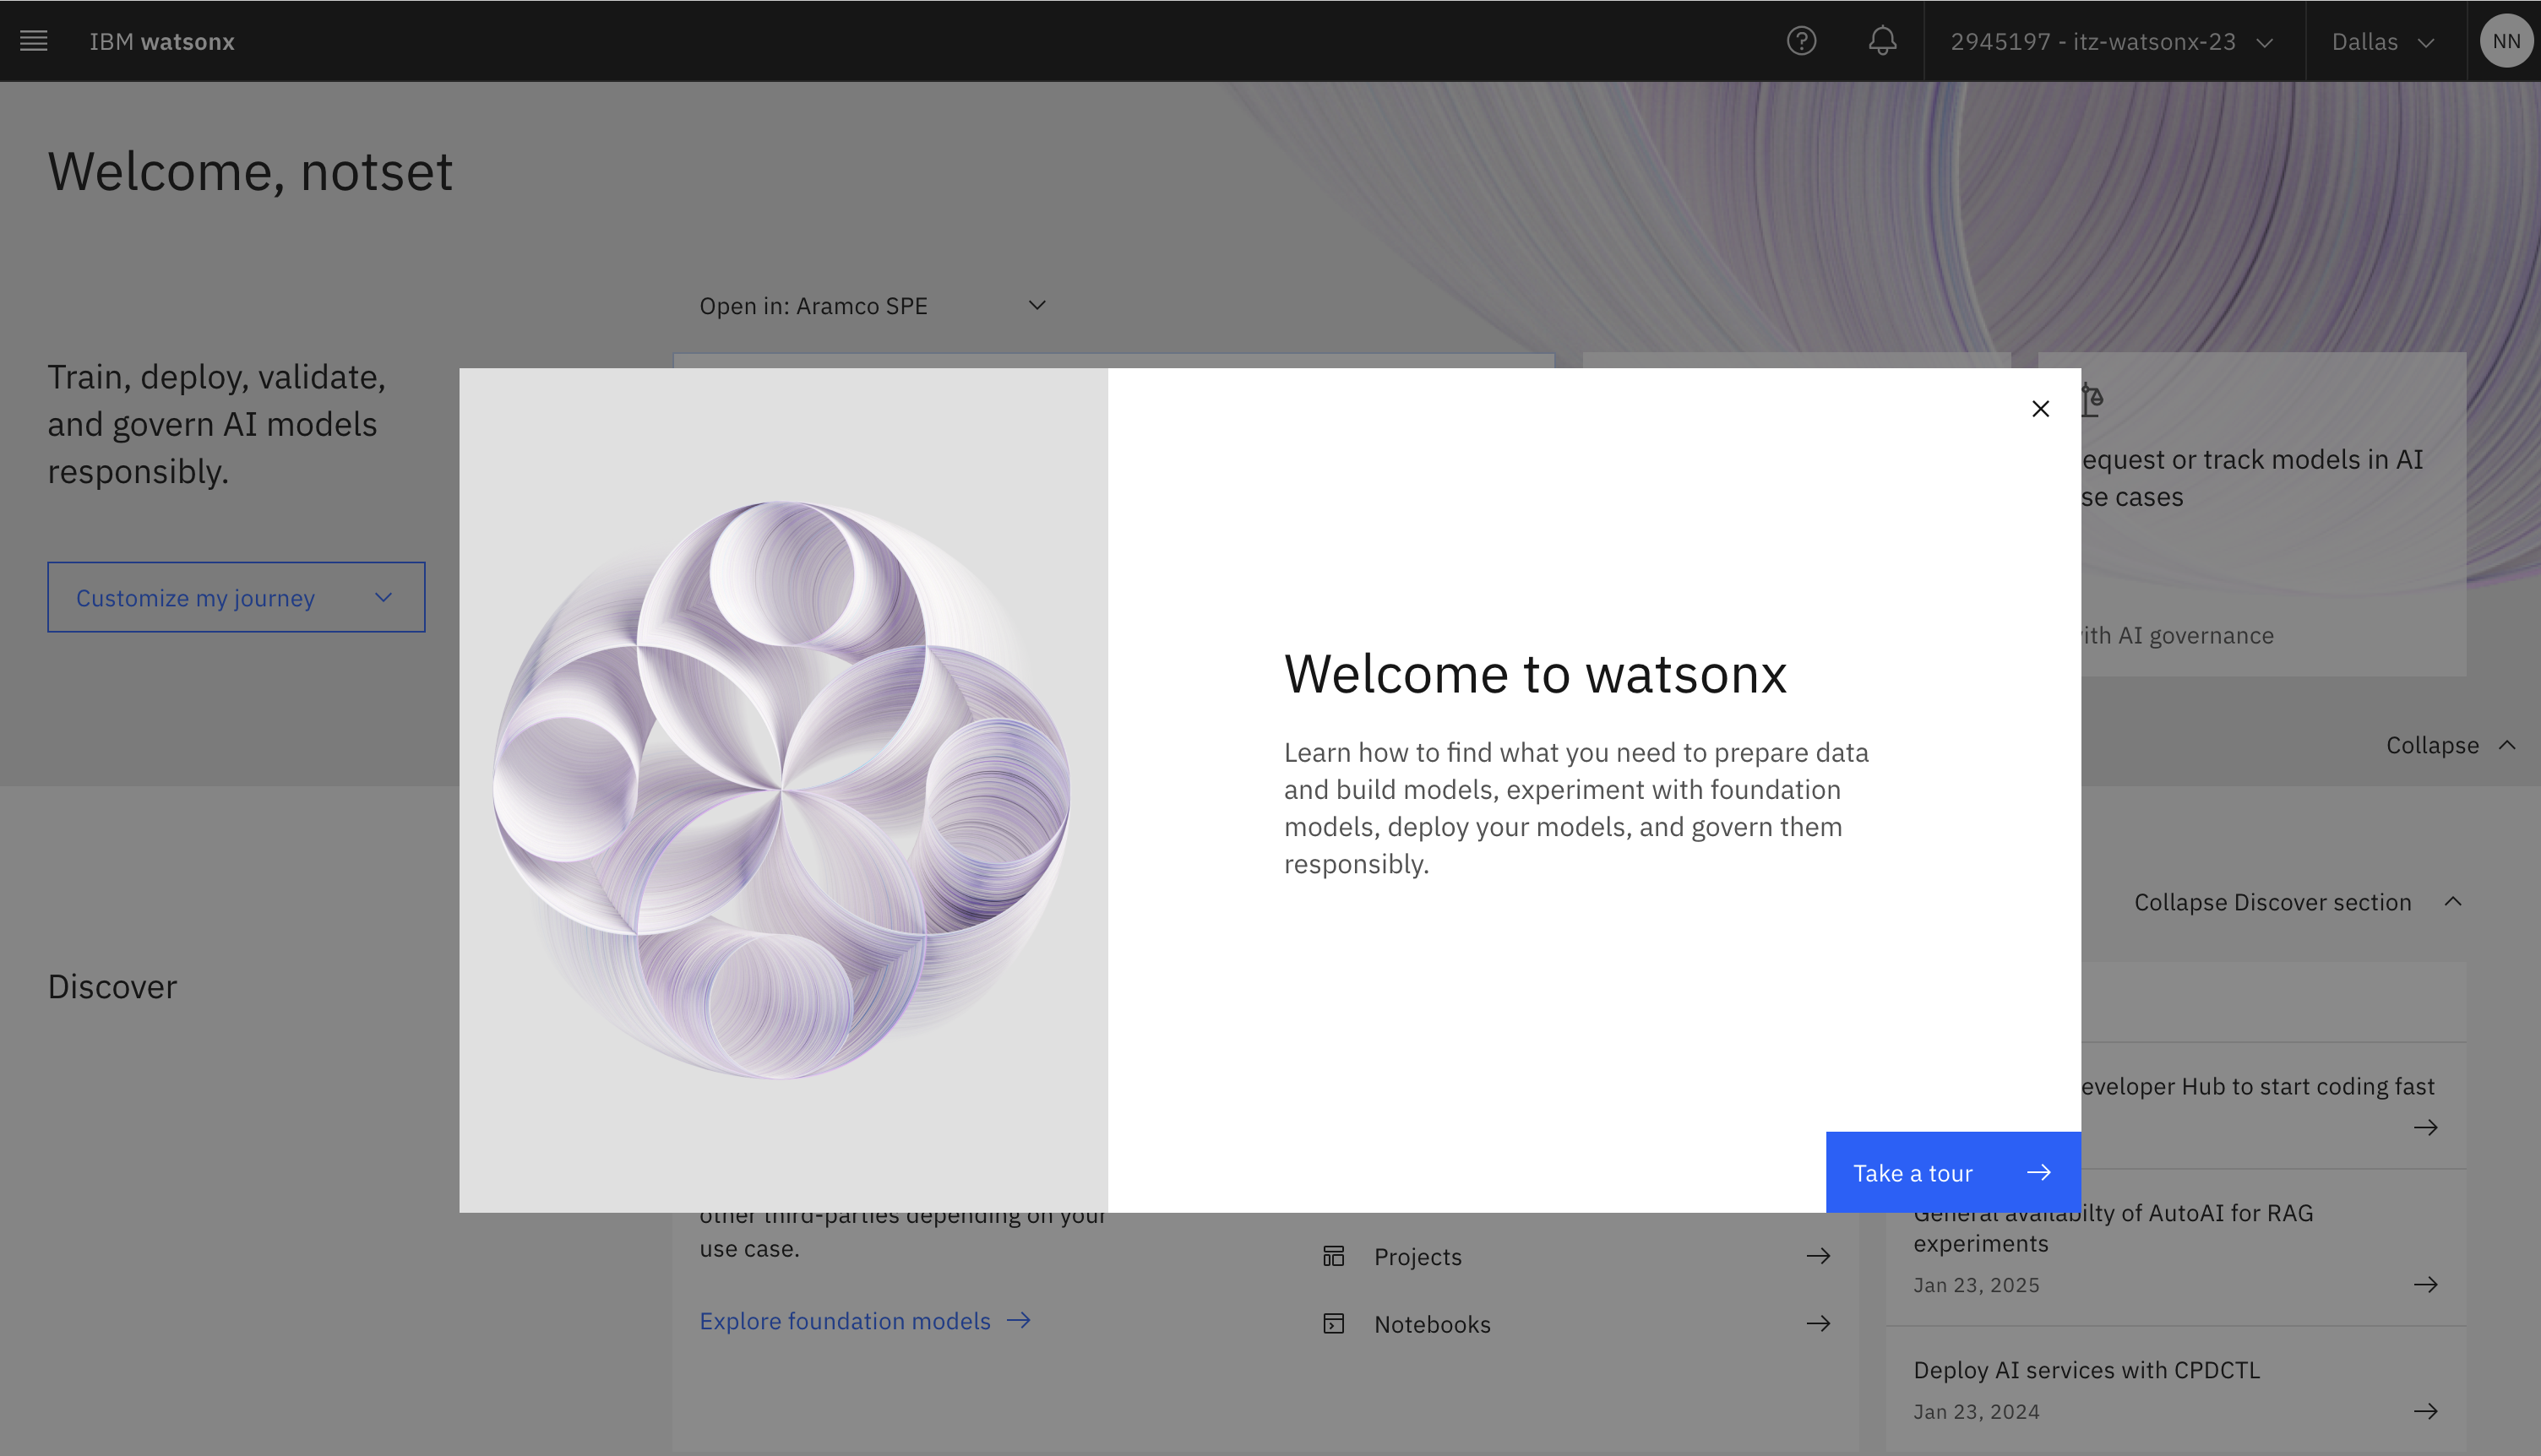 IBM watsonx
2945197 - itz-watsonx-23
Dallas
NN
Welcome, notset
Open in: Aramco SPE
Train, deploy, validate,
and govern AI models
responsibly.
Customize my journey
equest or track models in AI
se cases
ith AI governance
Collapse
Welcome to watsonx
Learn how to find what you need to prepare data
and build models, experiment with foundation
models, deploy your models, and govern them
responsibly.
Take a tour
Collapse Discover section
Discover
eveloper Hub to start coding fast
other third-parties depending on your
use case.
Explore foundation models
Projects
Notebooks
General availabilty of AutoAI for RAG
experiments
Jan 23, 2025
Deploy AI services with CPDCTL
Jan 23, 2024